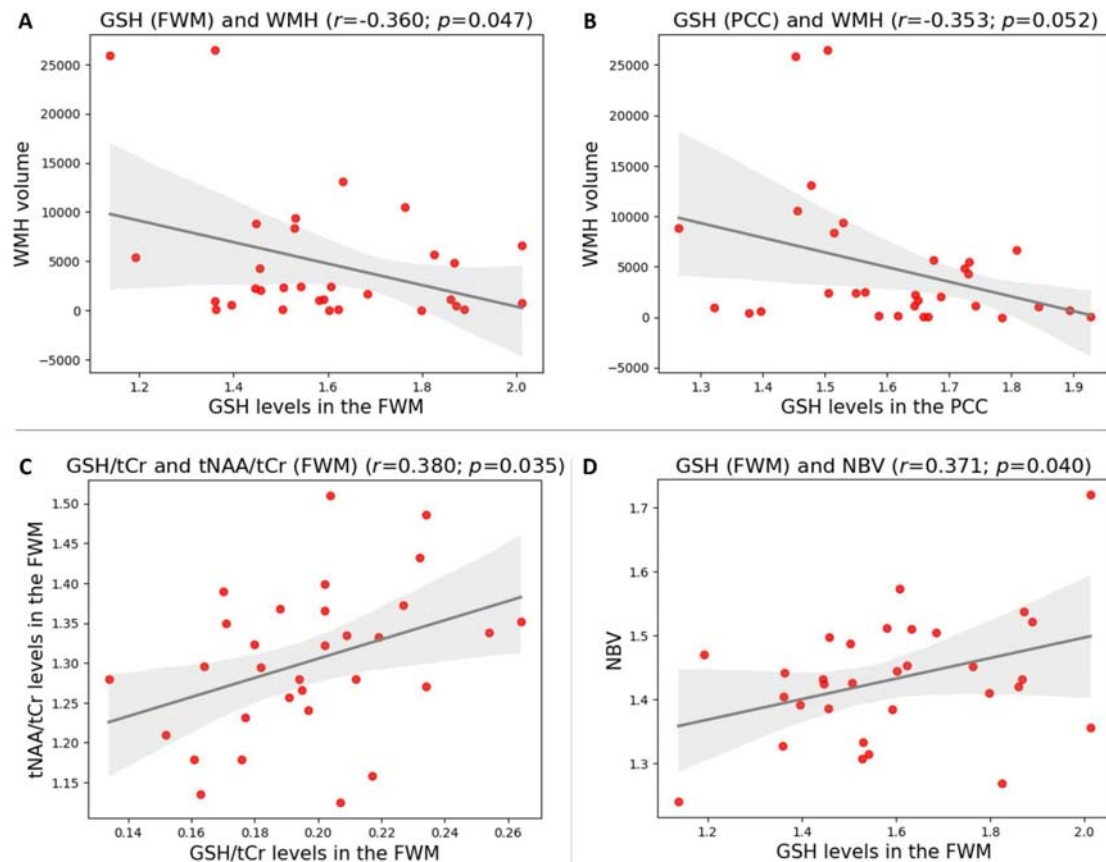 A GSH (FWM) and WMH (r=-0.360; p=0.047)
25000
20000
15000
10000
5000
0
−5000
WMH volume
1.2 1.4 1.6 1.8 2.0
GSH levels in the FWM
B GSH (PCC) and WMH (r=-0.353; p=0.052)
25000
20000
15000
10000
5000
0
−5000
WMH volume
1.3 1.4 1.5 1.6 1.7 1.8 1.9
GSH levels in the PCC
C GSH/tCr and tNAA/tCr (FWM) (r=0.380; p=0.035)
1.50
1.45
1.40
1.35
1.30
1.25
1.20
1.15
tNAA/tCr levels in the FWM
0.14 0.16 0.18 0.20 0.22 0.24 0.26
GSH/tCr levels in the FWM
D GSH (FWM) and NBV (r=0.371; p=0.040)
1.7
1.6
1.5
1.4
1.3
NBV
1.2 1.4 1.6 1.8 2.0
GSH levels in the FWM